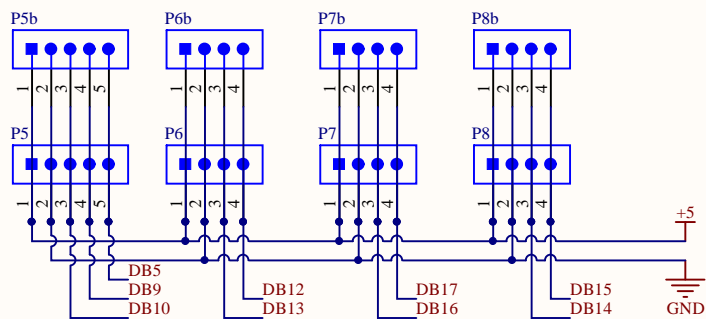 P5b P6b P7b P8b
1 2 3 4 5 1 2 3 4 1 2 3 4 1 2 3 4
P5 P6 P7 P8
1 2 3 4 5 1 2 3 4 1 2 3 4 1 2 3 4
+5
DB5
DB9 DB12 DB17 DB15
DB10 DB13 DB16 DB14 GND